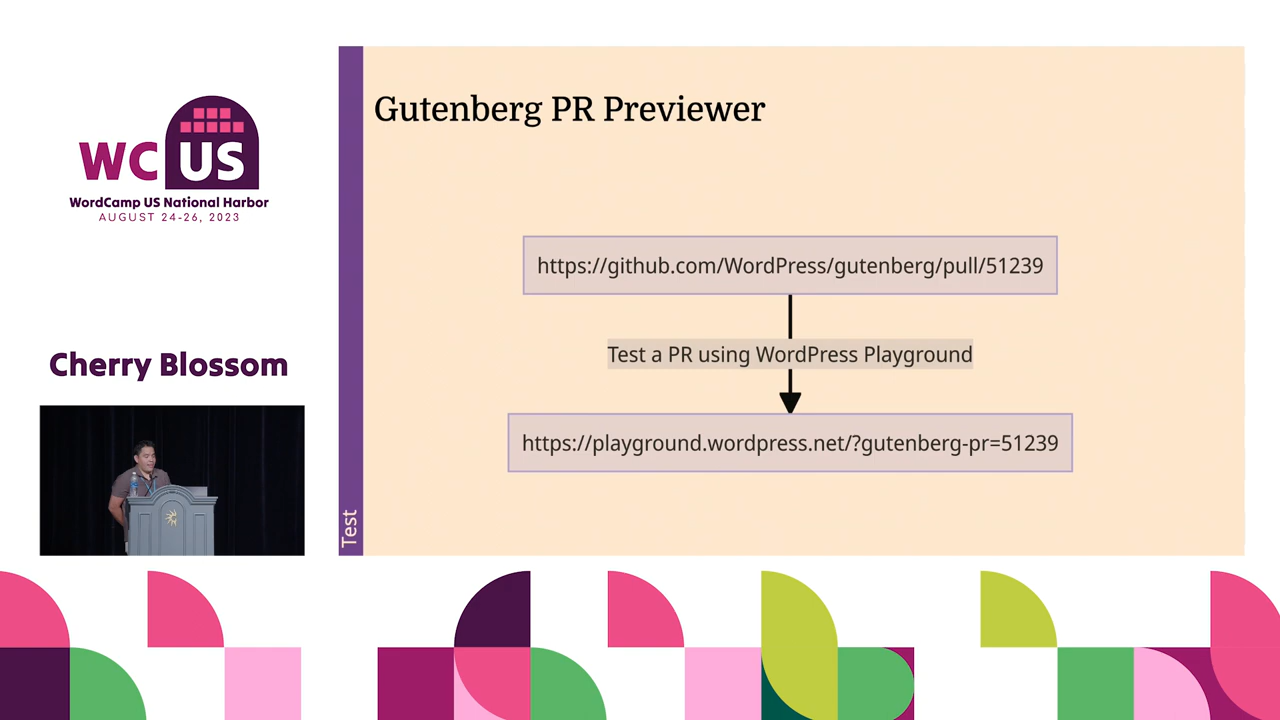 WC US
WordCamp US National Harbor
AUGUST 24-26, 2023
Cherry Blossom
Gutenberg PR Previewer
https://github.com/WordPress/gutenberg/pull/51239
Test a PR using WordPress Playground
https://playground.wordpress.net/?gutenberg-pr=51239
Test